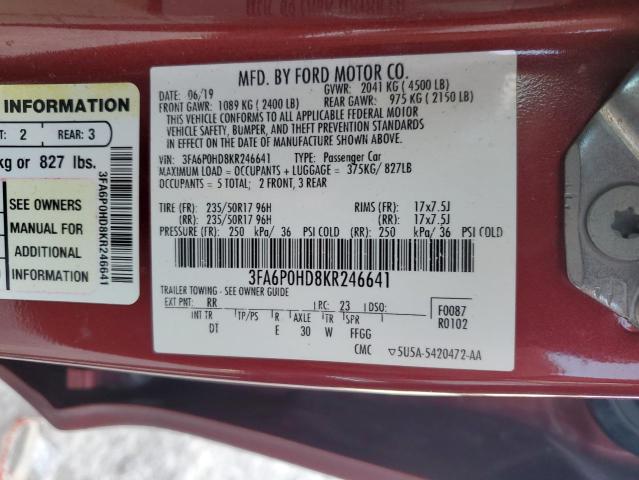 MFD. BY FORD MOTOR CO.
DATE: 06/19 GVWR: 2041 KG ( 4500 LB)
FRONT GAWR: 1089 KG ( 2400 LB) REAR GAWR: 975 KG ( 2150 LB)
THIS VEHICLE CONFORMS TO ALL APPLICABLE FEDERAL MOTOR
VEHICLE SAFETY, BUMPER, AND THEFT PREVENTION STANDARDS
IN EFFECT ON THE DATE OF MANUFACTURE SHOWN ABOVE.
VIN: 3FA6P0HD8KR246641 TYPE: Passenger Car
MAXIMUM LOAD = OCCUPANTS + LUGGAGE = 375KG/ 827LB
OCCUPANTS = 5 TOTAL; 2 FRONT, 3 REAR
TIRE (FR): 235/50R17 96H RIMS (FR): 17x7.5J
(RR): 235/50R17 96H (RR): 17x7.5J
PRESSURE (FR): 250 kPa/ 36 PSI COLD (RR): 250 kPa/ 36 PSI COLD
3FA6P0HD8KR246641
TRAILER TOWING - SEE OWNER GUIDE
EXT PNT: RR RC: 23 DSO:
INT TR TP/PS R AXLE TR SPR
DT E 30 W FFGG
F0087
R0102
CMC 5U5A-5420472-AA
INFORMATION
T: 2 REAR: 3
kg or 827 lbs.
SEE OWNERS
MANUAL FOR
ADDITIONAL
INFORMATION
3FA6P0HD8KR246641